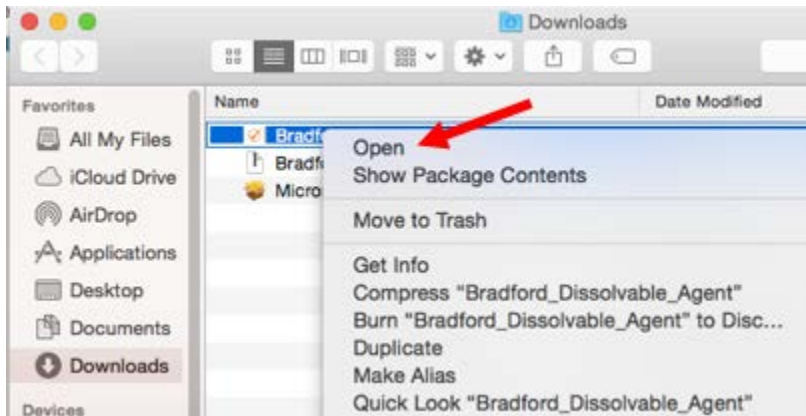 Downloads
Favorites
All My Files
iCloud Drive
AirDrop
Applications
Desktop
Documents
Downloads
Devices
Name Date Modified
Bradf
Bradf
Micro
Open
Show Package Contents
Move to Trash
Get Info
Compress "Bradford_Dissolvable_Agent"
Burn "Bradford_Dissolvable_Agent" to Disc...
Duplicate
Make Alias
Quick Look "Bradford_Dissolvable_Agent"